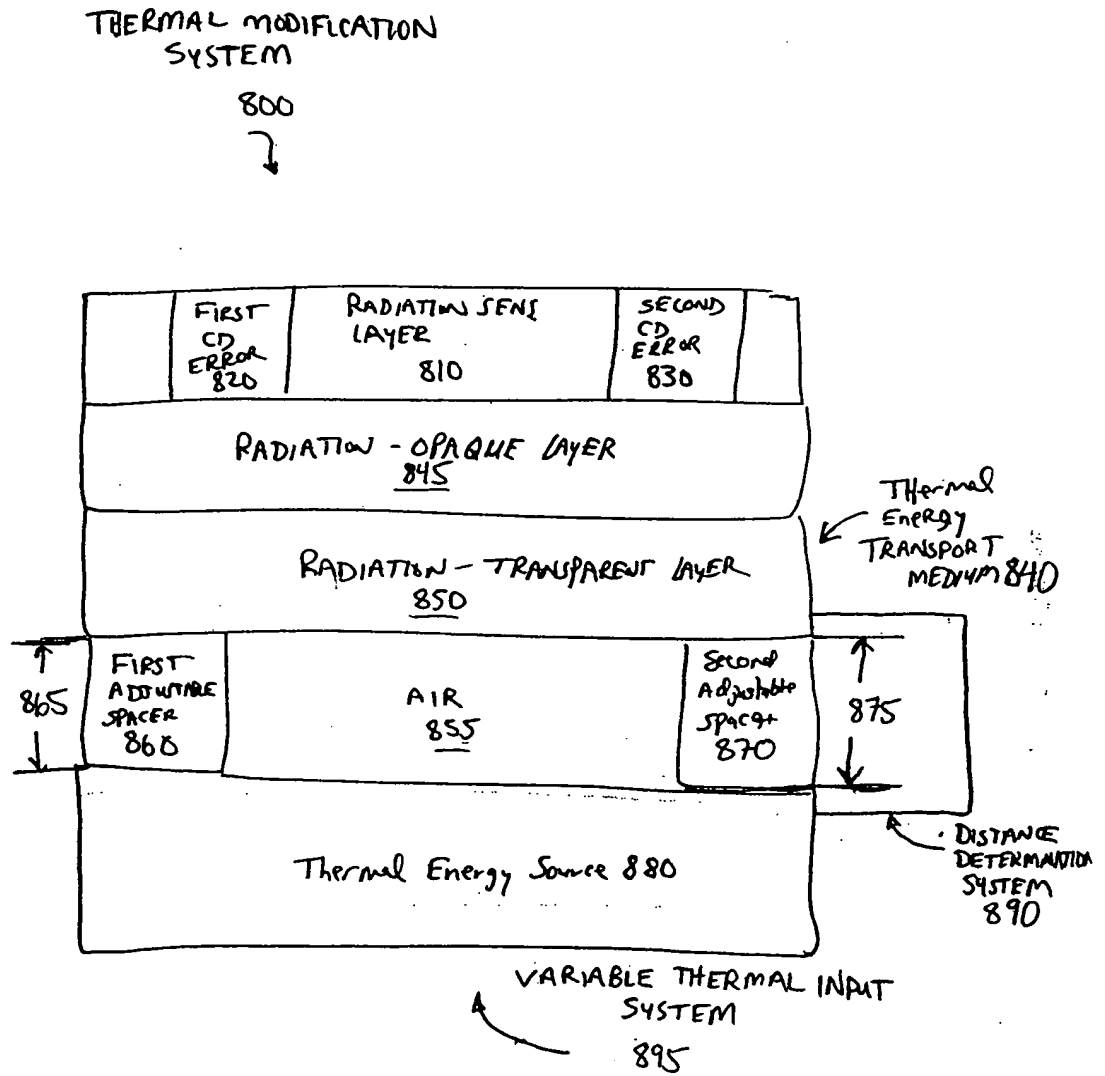 THERMAL MODIFICATION
SYSTEM
800
FIRST
CD
ERROR
820
RADIATION SENS
LAYER
810
SECOND
CD
ERROR
830
RADIATION - OPAQUE LAYER
845
THermal
EnerGY
TRANSPORT
MEDIUM 840
RADIATION - TRANSPARENT LAYER
850
865
FIRST
ADJUSTABLE
SPACER
860
AIR
855
Second
Adjustable
spacer
870
875
Thermal Energy Source 880
DISTANCE
DETERMINATION
SYSTEM
890
VARIABLE THERMAL INPUT
SYSTEM
895